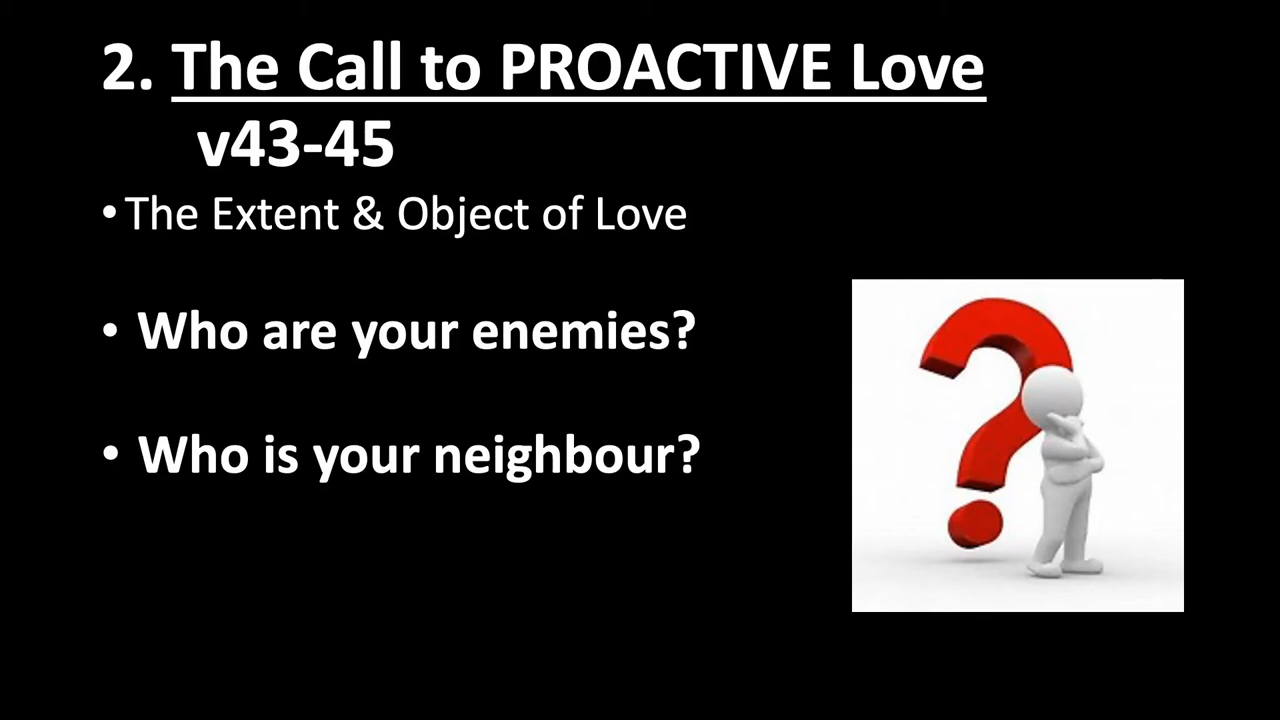 2. The Call to PROACTIVE Love
v43-45
• The Extent & Object of Love
• Who are your enemies?
• Who is your neighbour?